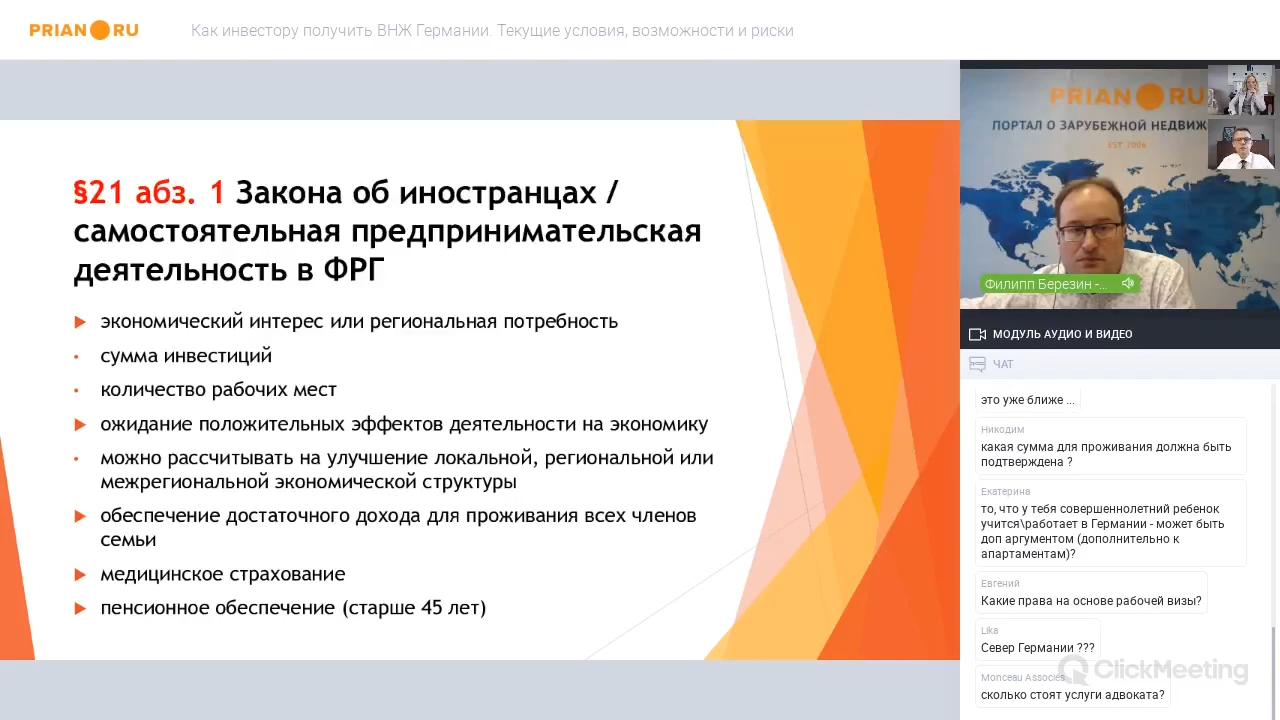 PRIAN RU
Как инвестору получить ВНЖ Германии. Текущие условия, возможности и риски
§21 абз. 1 Закона об иностранцах /
самостоятельная предпринимательская
деятельность в ФРГ
экономический интерес или региональная потребность
сумма инвестиций
количество рабочих мест
ожидание положительных эффектов деятельности на экономику
можно рассчитывать на улучшение локальной, региональной или
межрегиональной экономической структуры
обеспечение достаточного дохода для проживания всех членов
семьи
медицинское страхование
пенсионное обеспечение (старше 45 лет)
PRIAN RU
ПОРТАЛ О ЗАРУБЕЖНОЙ НЕДВИЖ
EST 2006
Филипп Березин -...
МОДУЛЬ АУДИО И ВИДЕО
ЧАТ
это уже ближе ...
Никодим
какая сумма для проживания должна быть
подтверждена ?
Екатерина
то, что у тебя совершеннолетний ребенок
учится\работает в Германии - может быть
доп аргументом (дополнительно к
апартаментам)?
Евгений
Какие права на основе рабочей визы?
Lika
Север Германии ???
Monceau Associes
сколько стоят услуги адвоката?
ClickMeeting